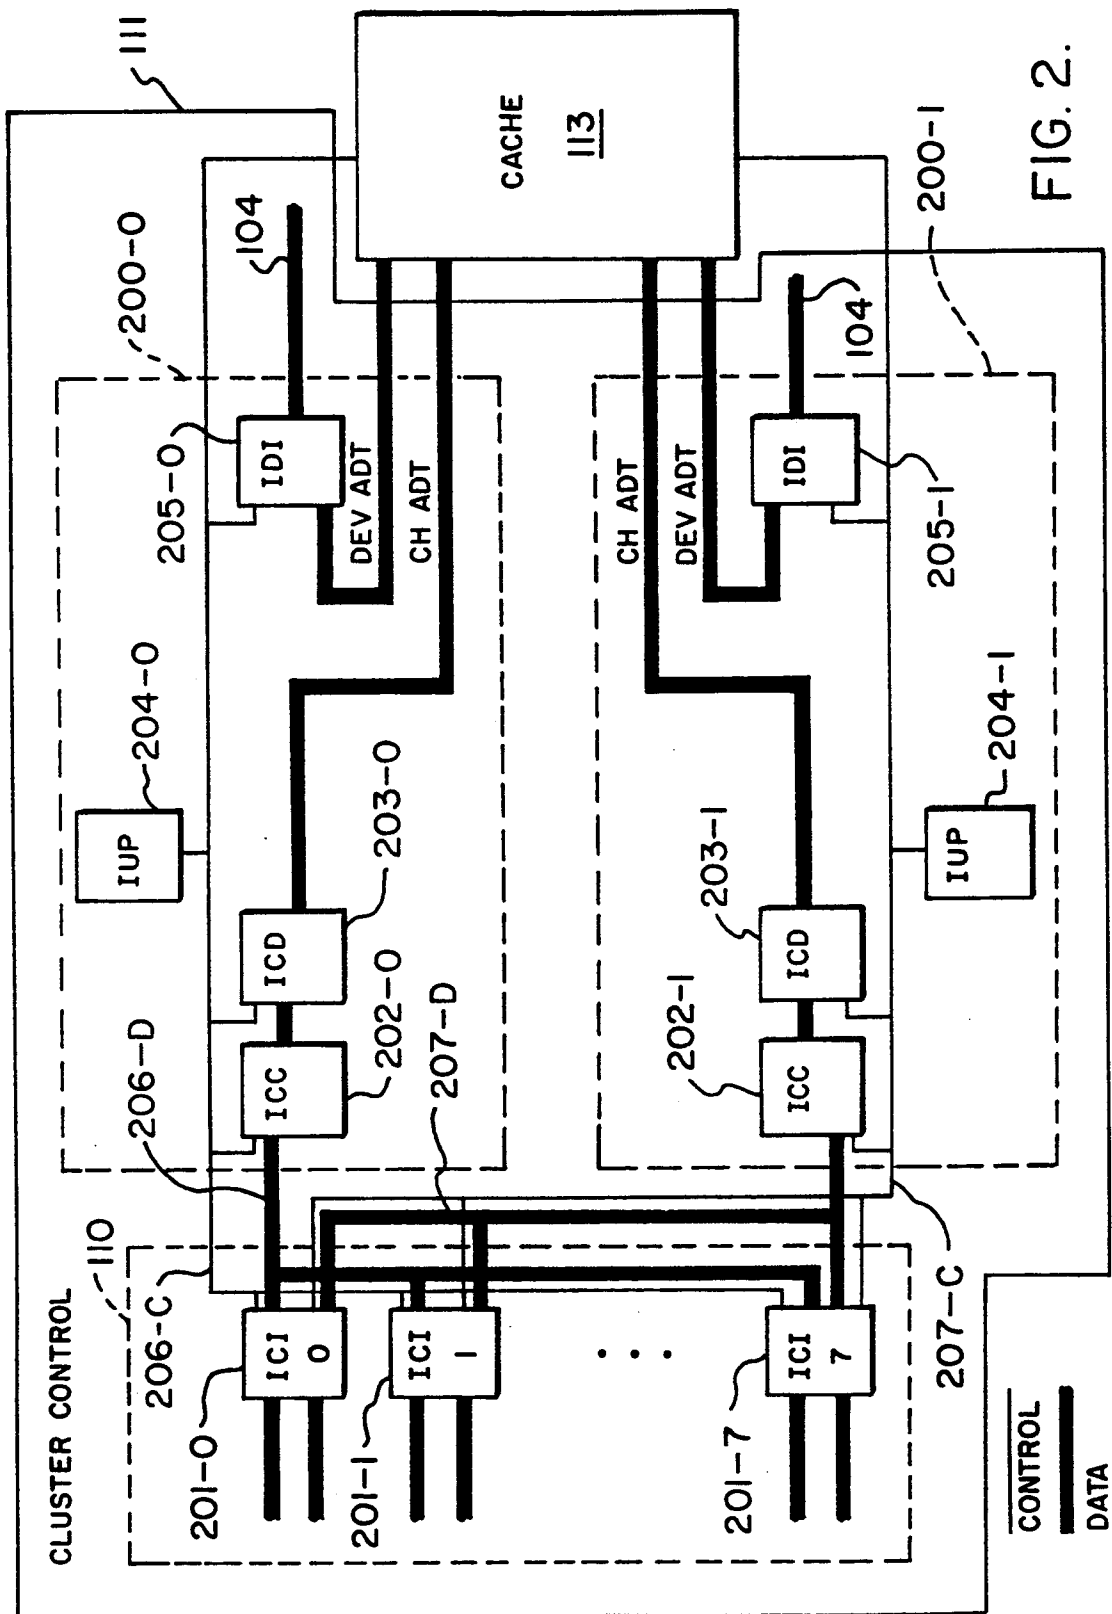 CLUSTER CONTROL
110
206-C
206-D
201-0
ICI 0
201-1
ICI 1
201-7
ICI 7
207-D
207-C
ICC
202-0
ICD
203-0
IUP
204-0
205-0
IDI
200-0
104
111
DEV ADT
CH ADT
CACHE
113
CH ADT
DEV ADT
ICC
202-1
ICD
203-1
IUP
204-1
IDI
205-1
104
200-1
CONTROL
DATA
FIG. 2.